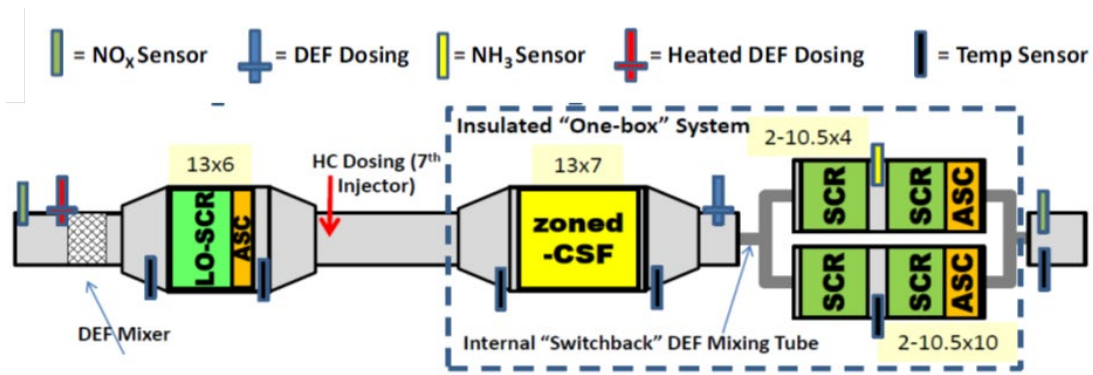 = NOX Sensor
= DEF Dosing
= NH3 Sensor
= Heated DEF Dosing
= Temp Sensor
Insulated “One-box” System
2-10.5x4
13x6
HC Dosing (7th
Injector)
13x7
LO-SCR
ASC
zoned
-CSF
SCR
SCR
ASC
SCR
SCR
ASC
DEF Mixer
Internal “Switchback” DEF Mixing Tube
2-10.5x10